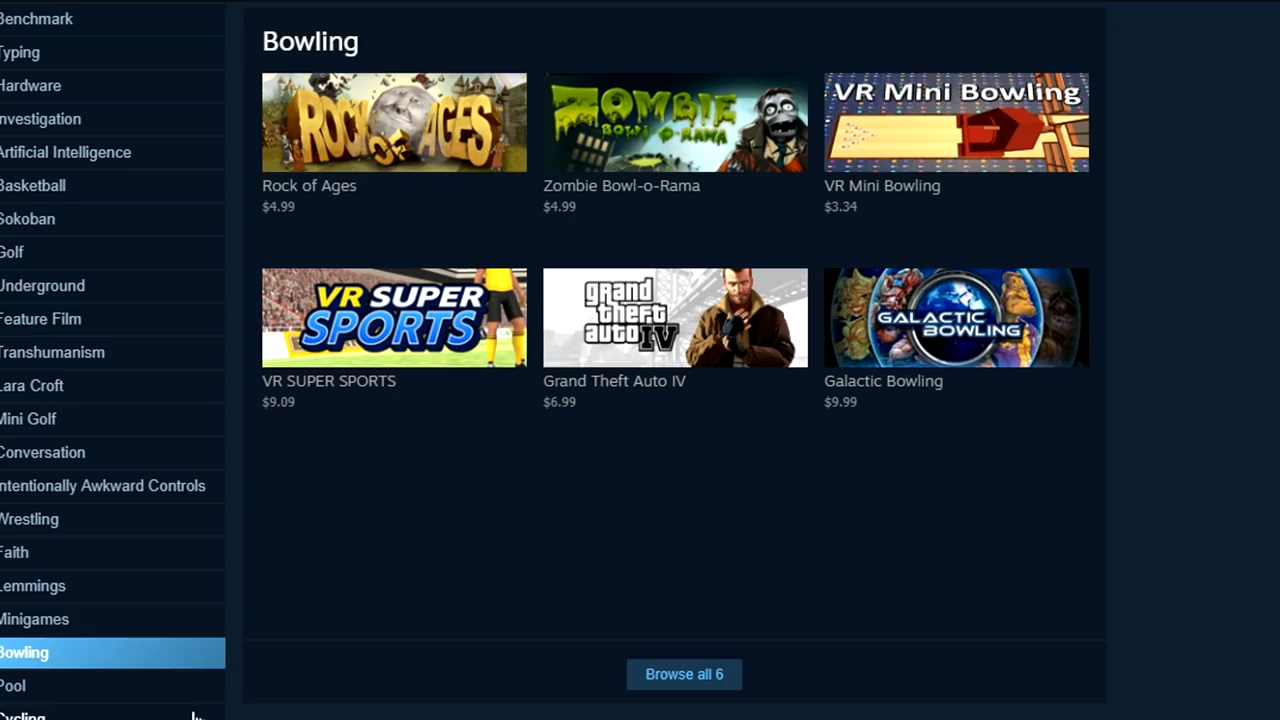 Benchmark
Typing
Hardware
Investigation
Artificial Intelligence
Basketball
Sokoban
Golf
Underground
Feature Film
Transhumanism
Lara Croft
Mini Golf
Conversation
Intentionally Awkward Controls
Wrestling
Faith
Lemmings
Minigames
Bowling
Pool
Cycling
Bowling
ROCK OF AGES
Rock of Ages
$4.99
ZOMBIE
BOWL-O-RAMA
Zombie Bowl-o-Rama
$4.99
VR Mini Bowling
VR Mini Bowling
$3.34
VR SUPER
SPORTS
VR SUPER SPORTS
$9.09
grand
theft
auto IV
Grand Theft Auto IV
$6.99
GALACTIC
BOWLING
Galactic Bowling
$9.99
Browse all 6